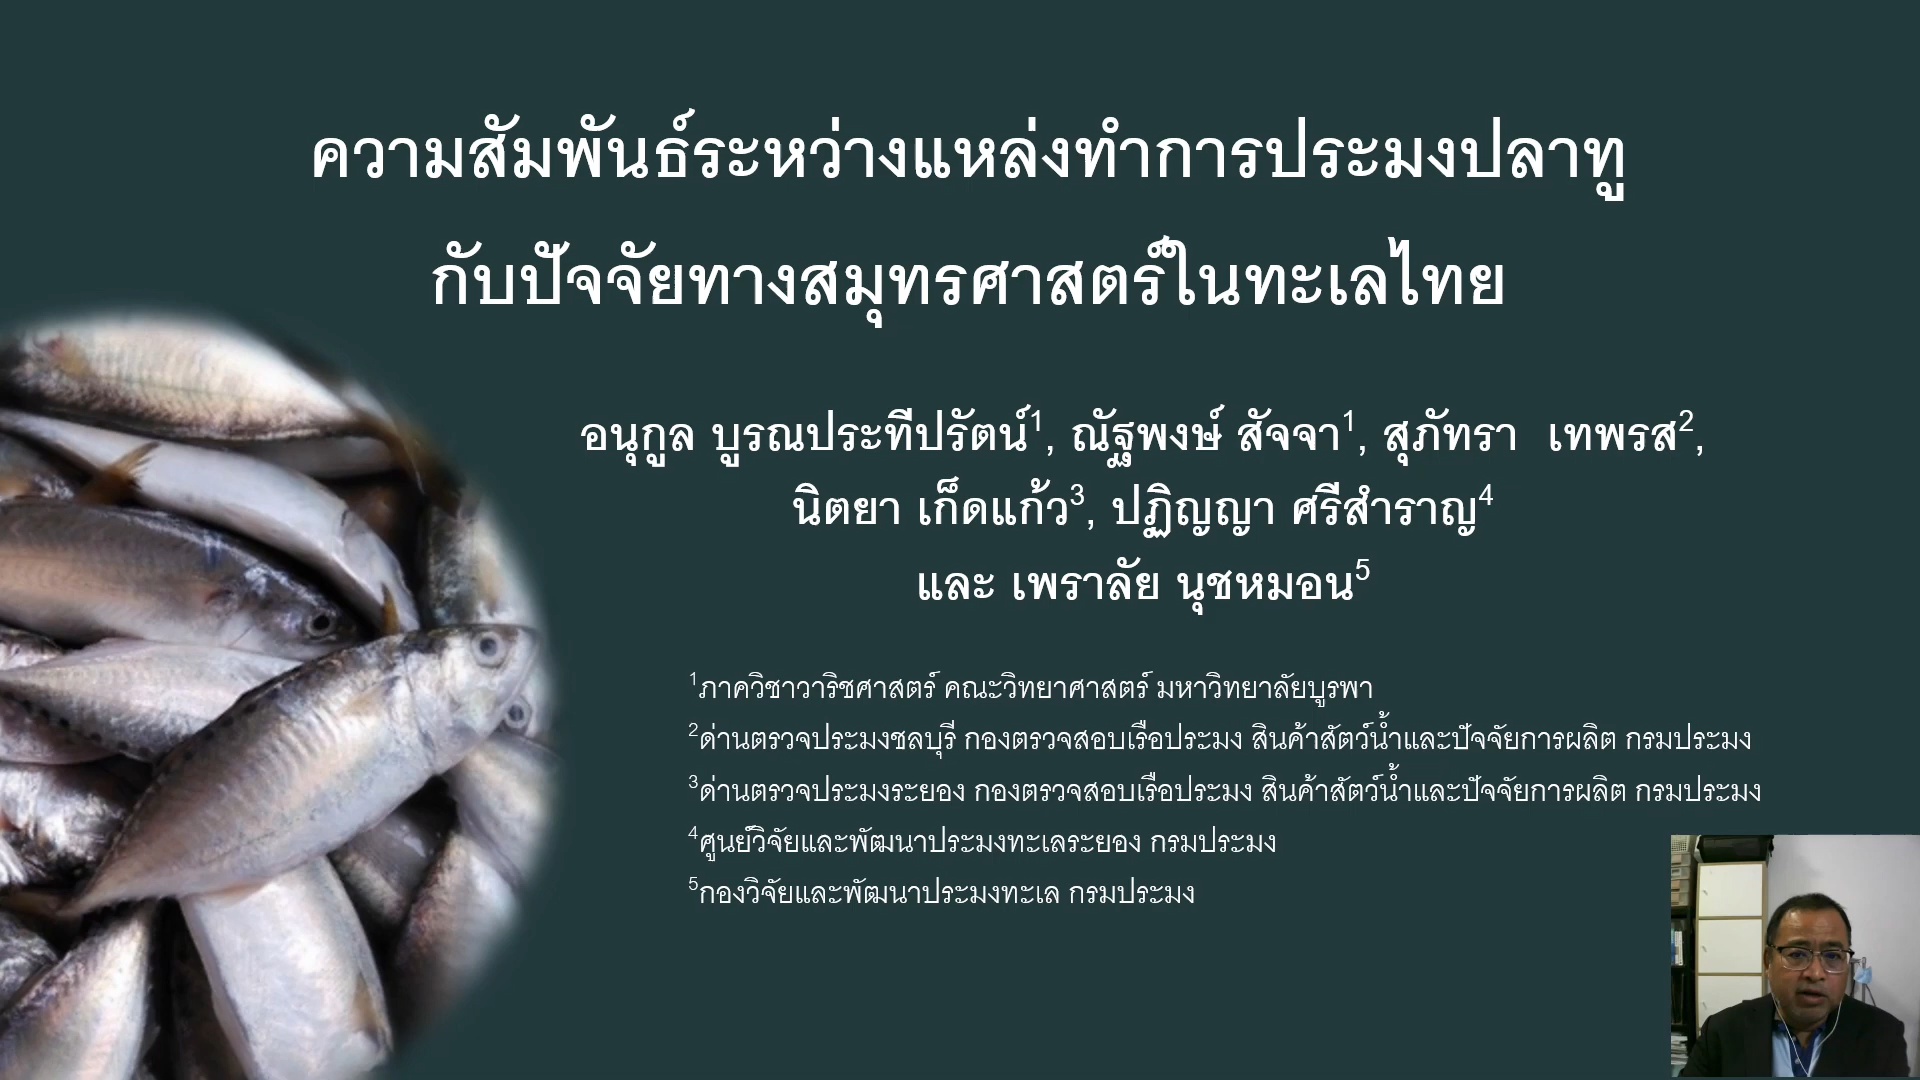 ความสัมพันธ์ระหว่างแหล่งทำการประมงปลาทู
กับปัจจัยทางสมุทรศาสตร์ในทะเลไทย
อนุกูล บูรณประทีปรัตน์1, ณัฐพงษ์ สัจจา1, สุภัทรา เทพรส2,
นิตยา เก็ดแก้ว3, ปฏิญญา ศรีสำราญ4
และ เพราลัย นุชหมอน5
1ภาควิชาวาริชศาสตร์ คณะวิทยาศาสตร์ มหาวิทยาลัยบูรพา
2ด่านตรวจประมงชลบุรี กองตรวจสอบเรือประมง สินค้าสัตว์น้ำและปัจจัยการผลิต กรมประมง
3ด่านตรวจประมงระยอง กองตรวจสอบเรือประมง สินค้าสัตว์น้ำและปัจจัยการผลิต กรมประมง
4ศูนย์วิจัยและพัฒนาประมงทะเลระยอง กรมประมง
5กองวิจัยและพัฒนาประมงทะเล กรมประมง